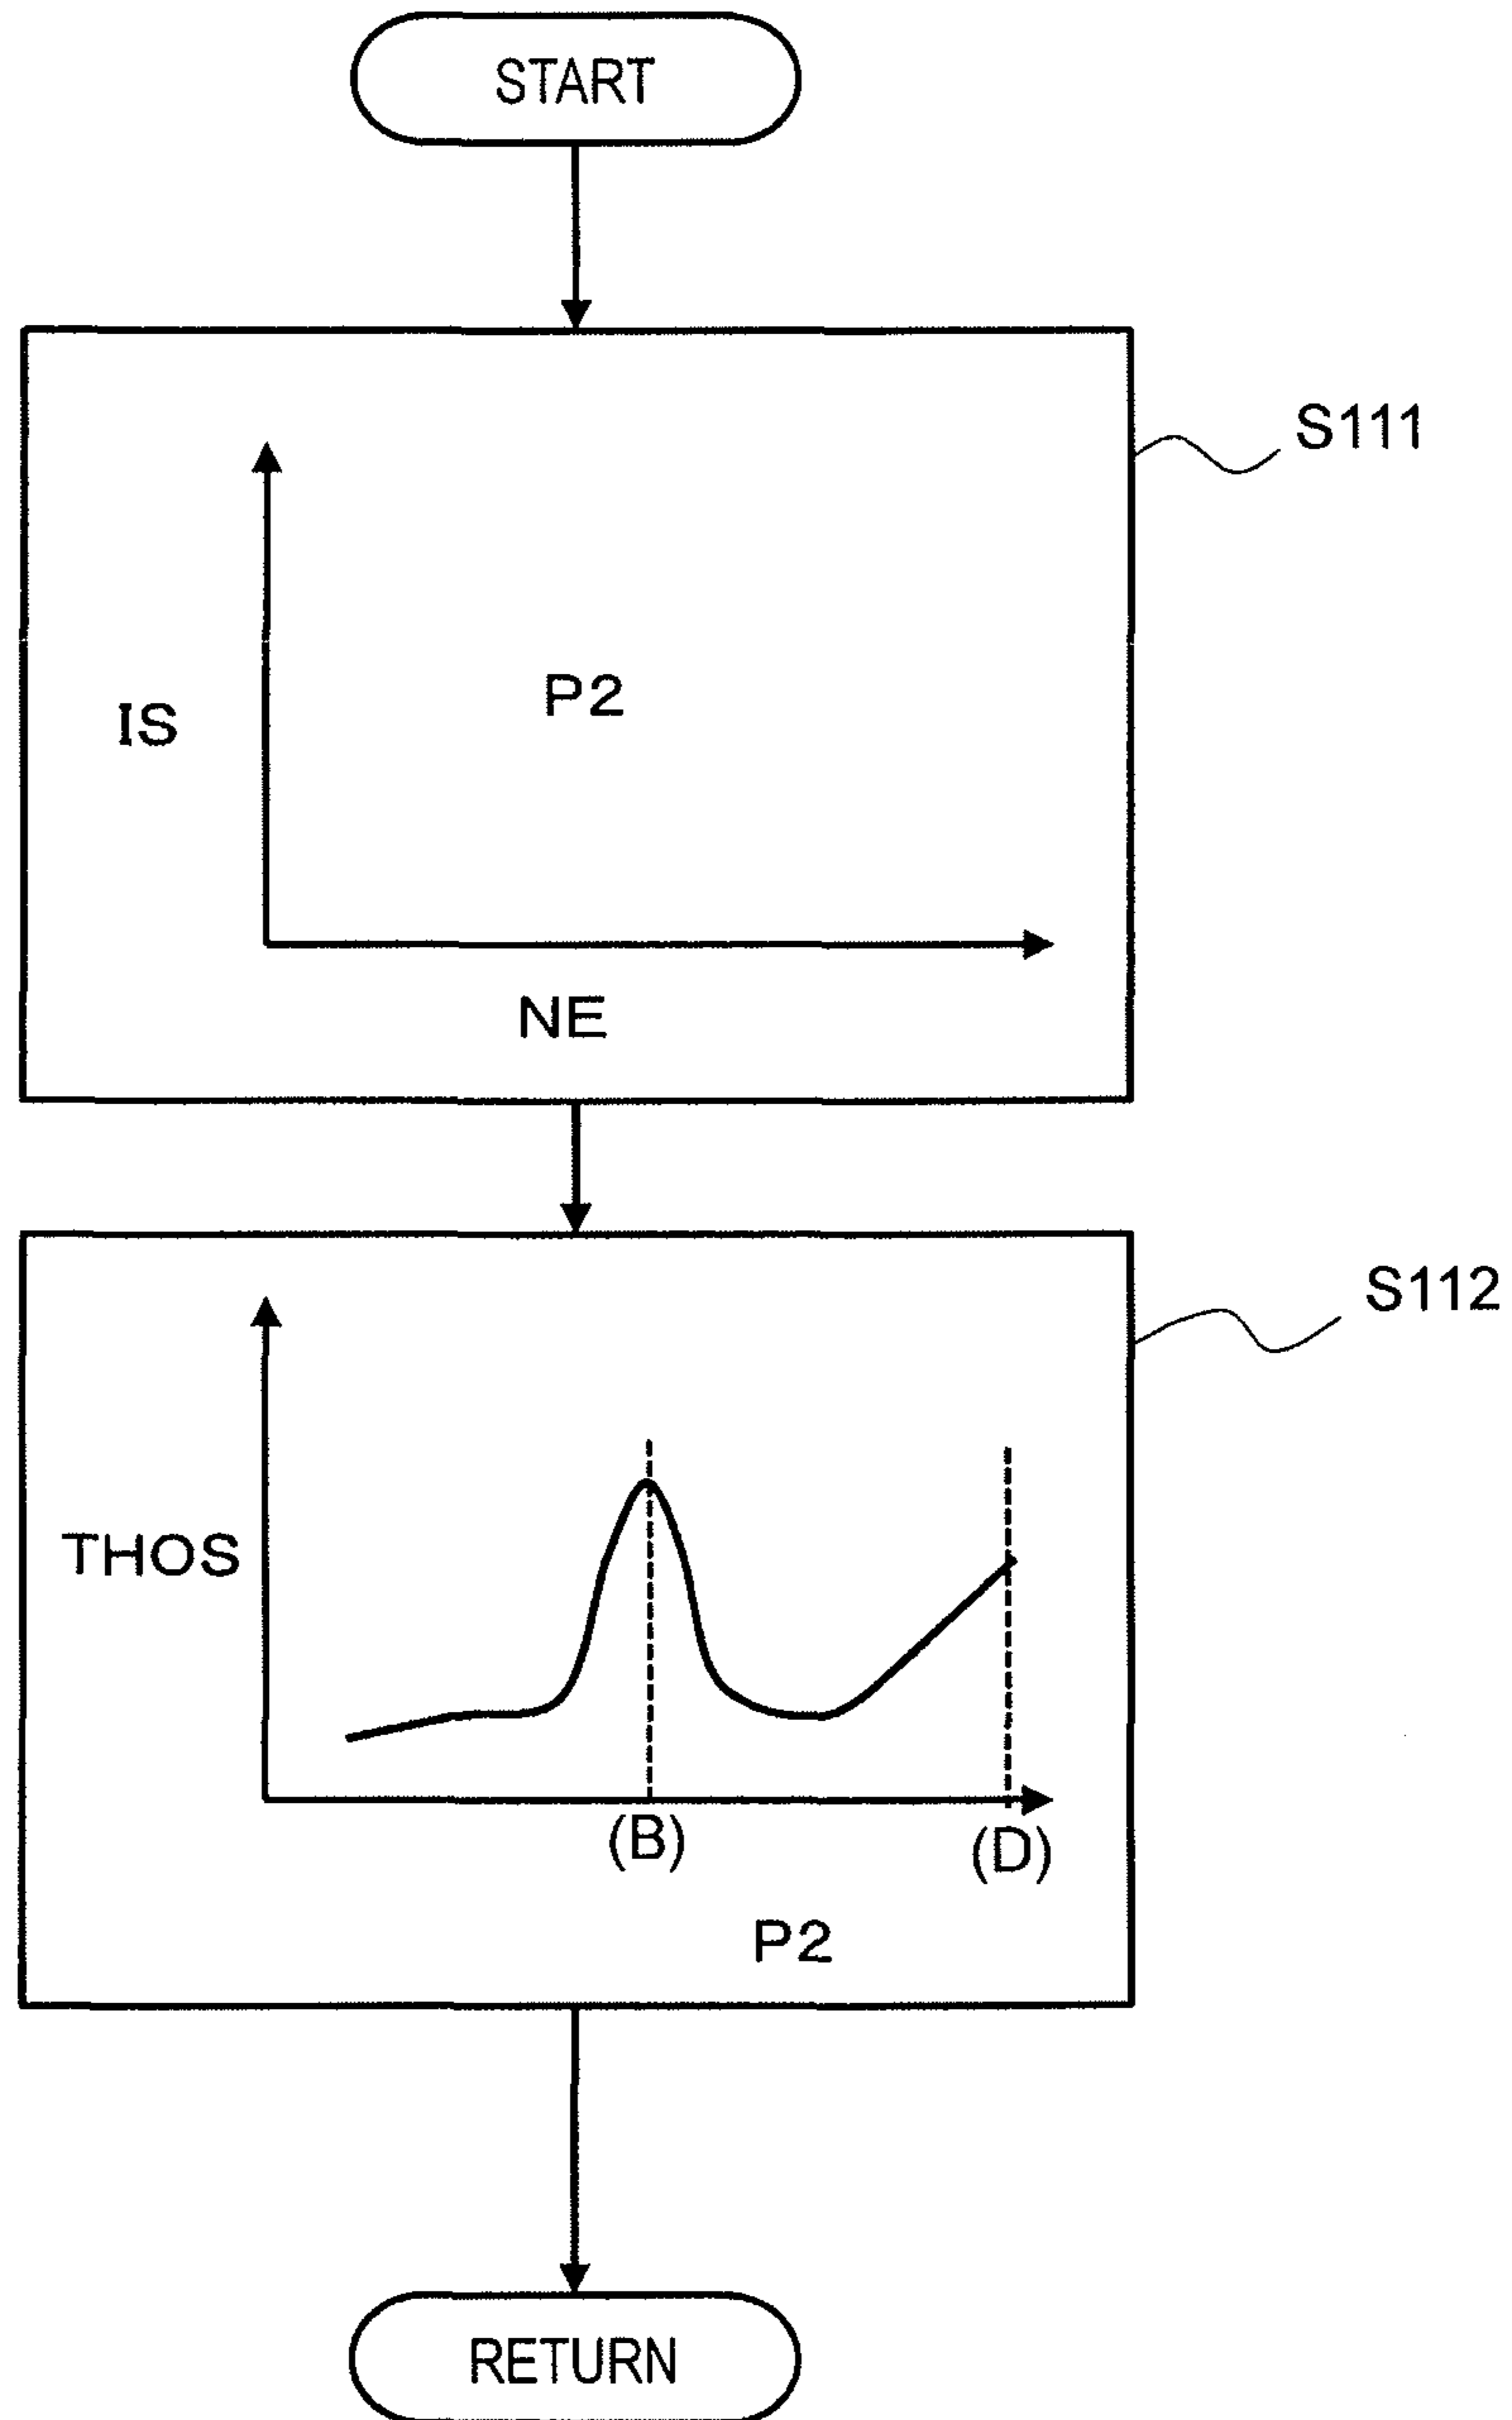 START
S111
P2
IS
NE
S112
THOS
(B)
(D)
P2
RETURN